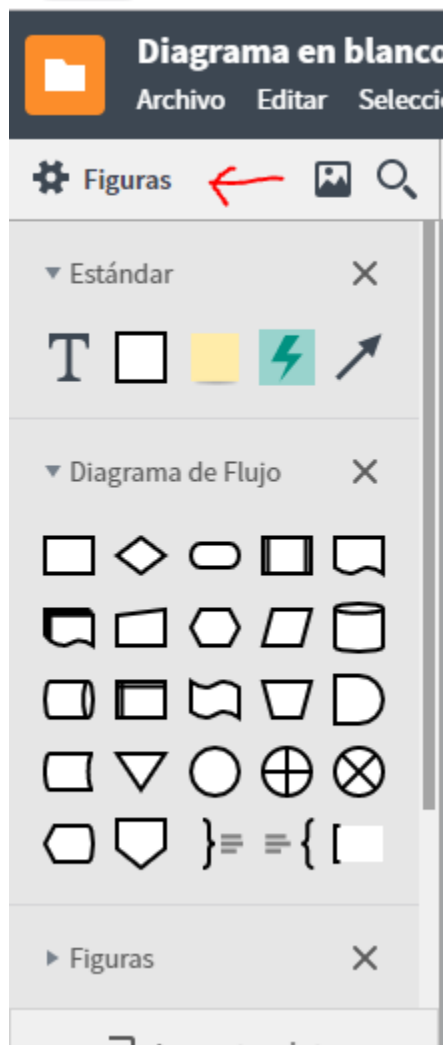 Diagrama en blanco
Archivo Editar
Figuras
Estándar
T
Diagrama de Flujo
Figuras